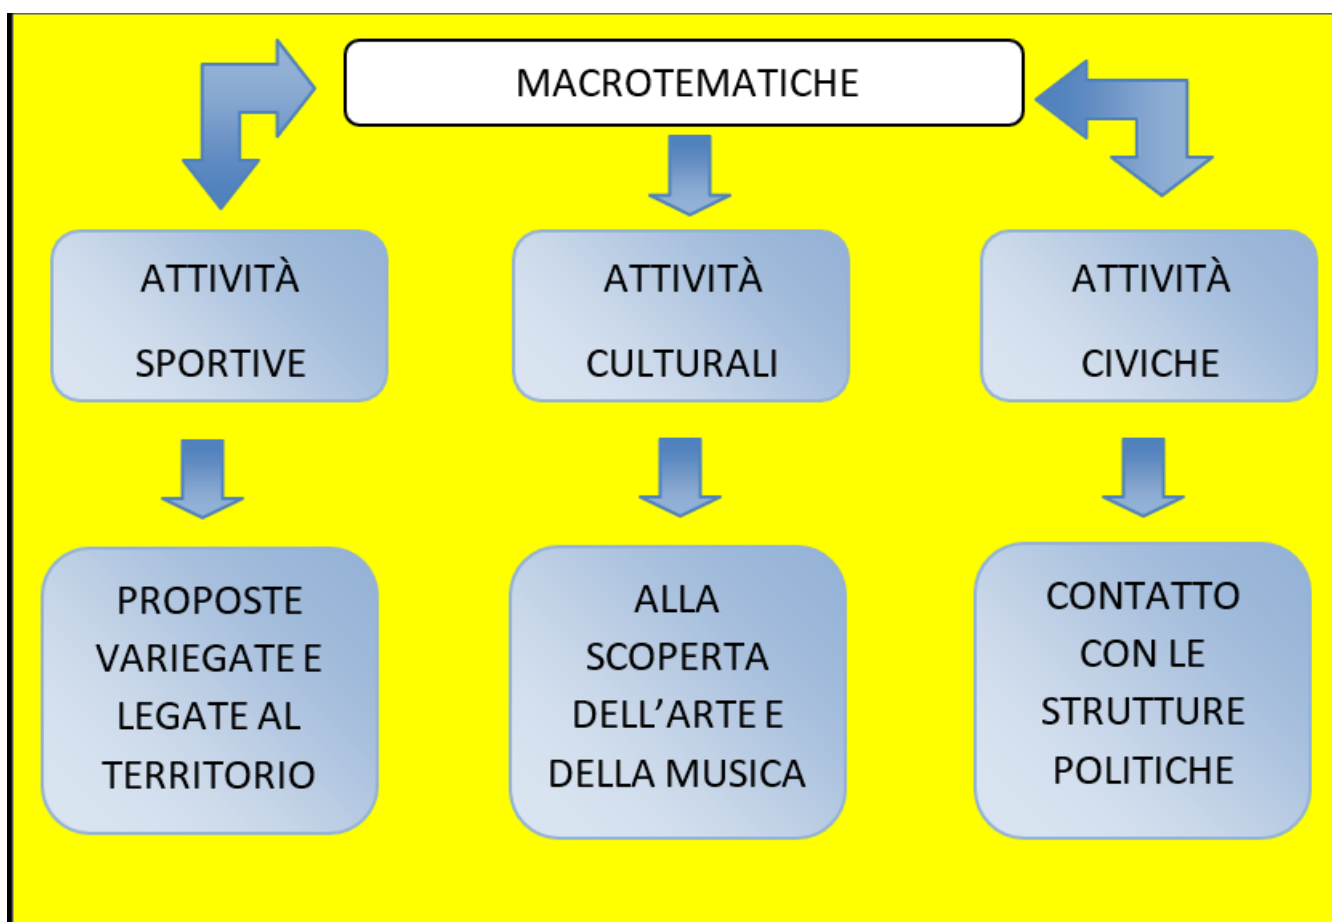 MACROTEMATICHE
ATTIVITÀ
SPORTIVE
ATTIVITÀ
CULTURALI
ATTIVITÀ
CIVICHE
PROPOSTE
VARIEGATE E
LEGATE AL
TERRITORIO
ALLA
SCOPERTA
DELL’ARTE E
DELLA MUSICA
CONTATTO
CON LE
STRUTTURE
POLITICHE